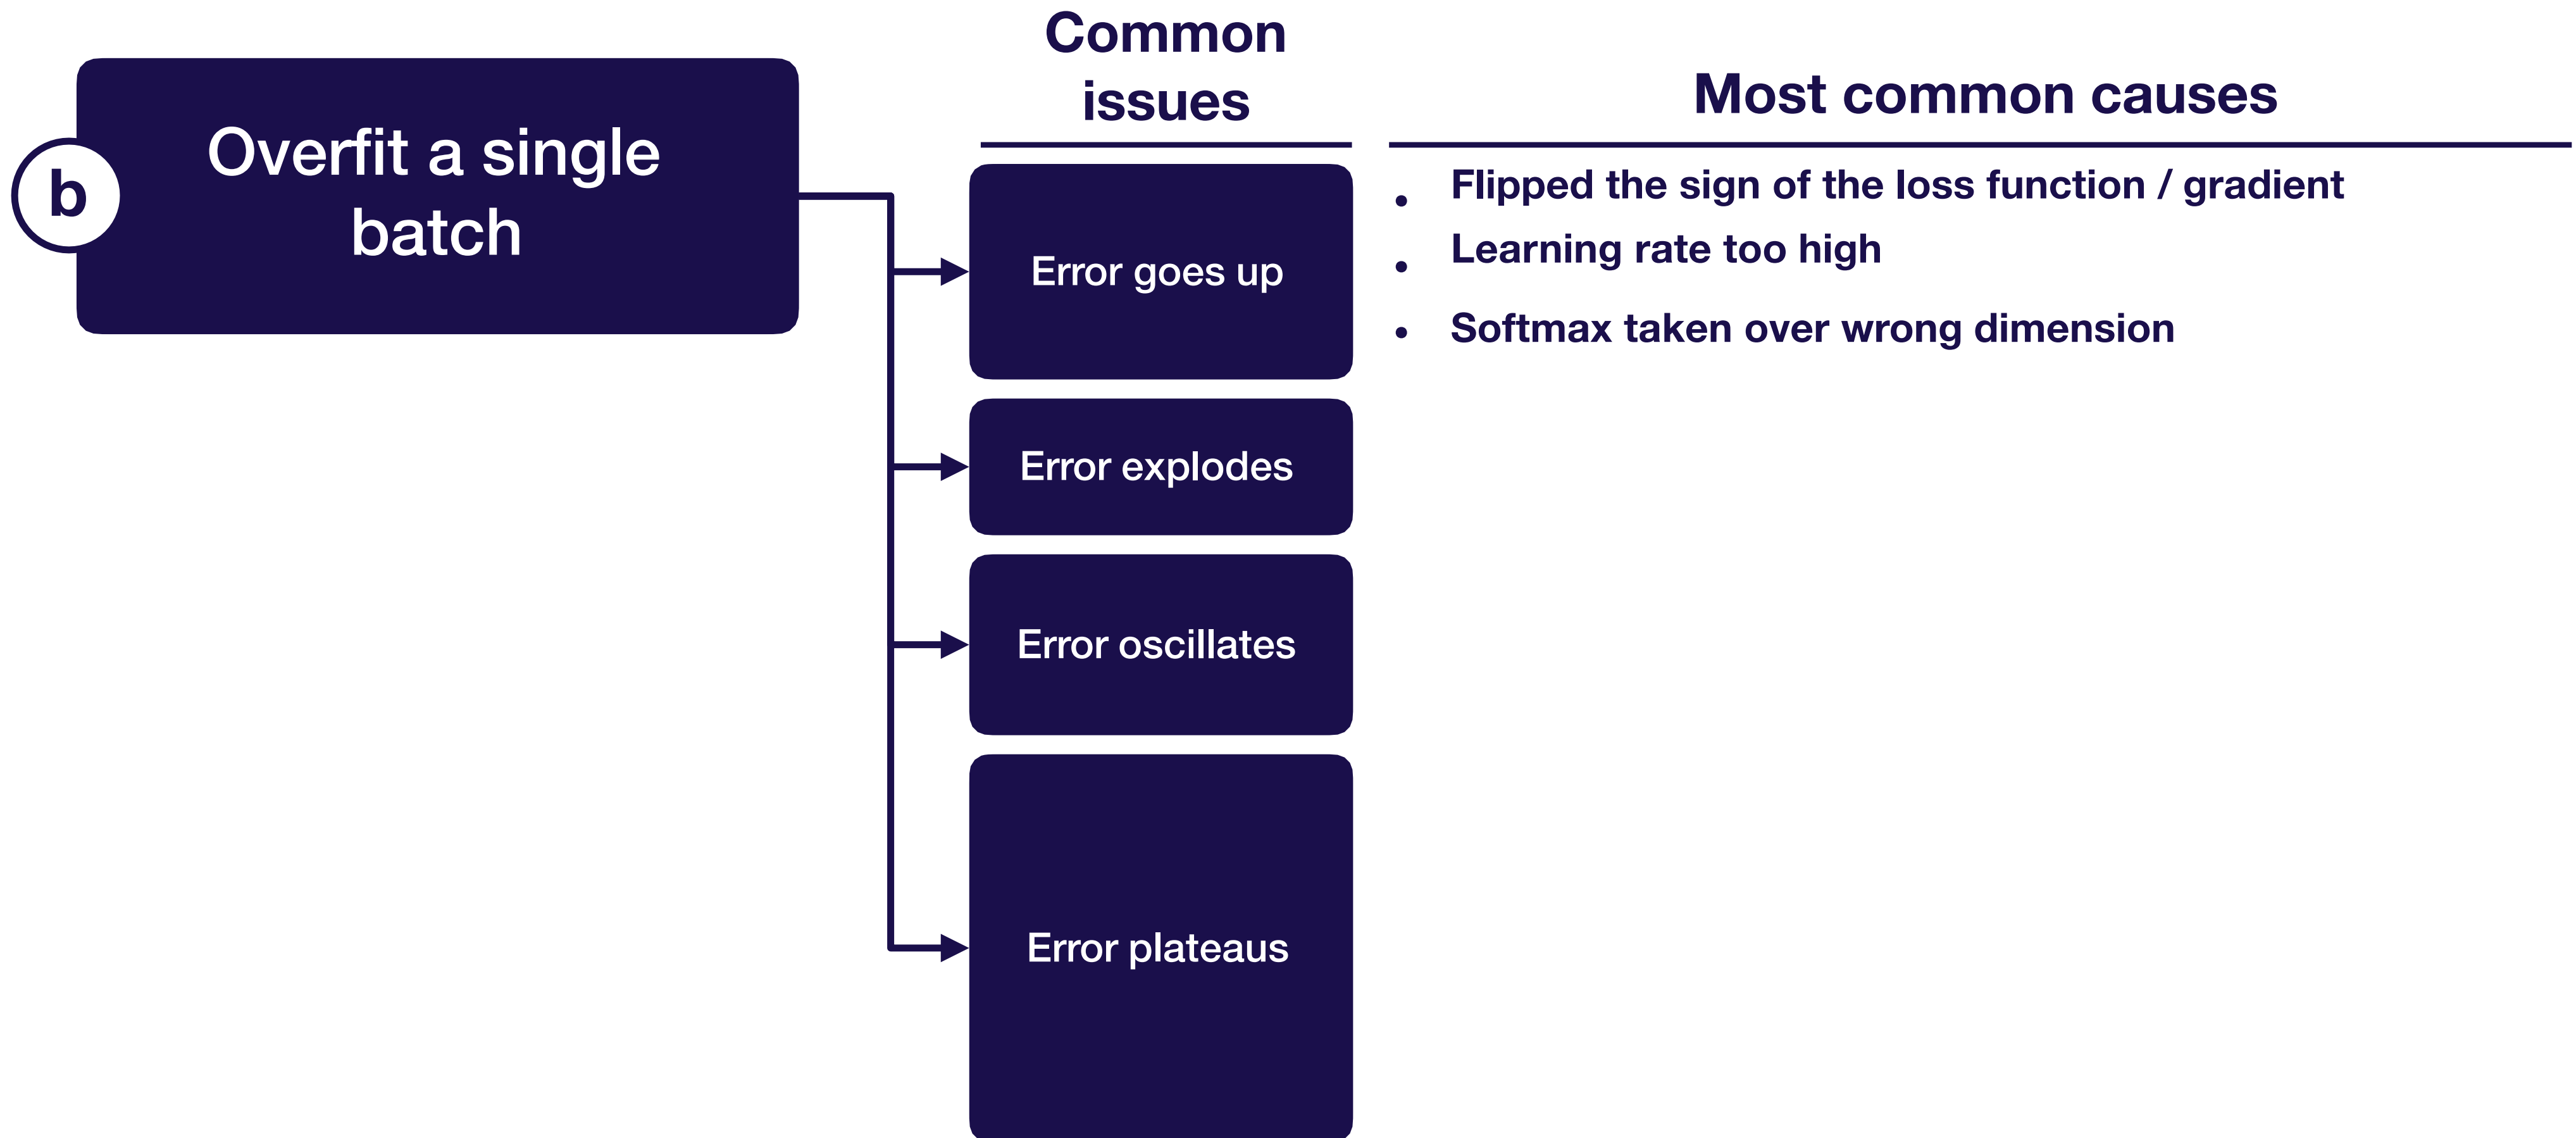 b
Overfit a single
batch
Common
issues
Most common causes
Error goes up
• Flipped the sign of the loss function / gradient
• Learning rate too high
• Softmax taken over wrong dimension
Error explodes
Error oscillates
Error plateaus